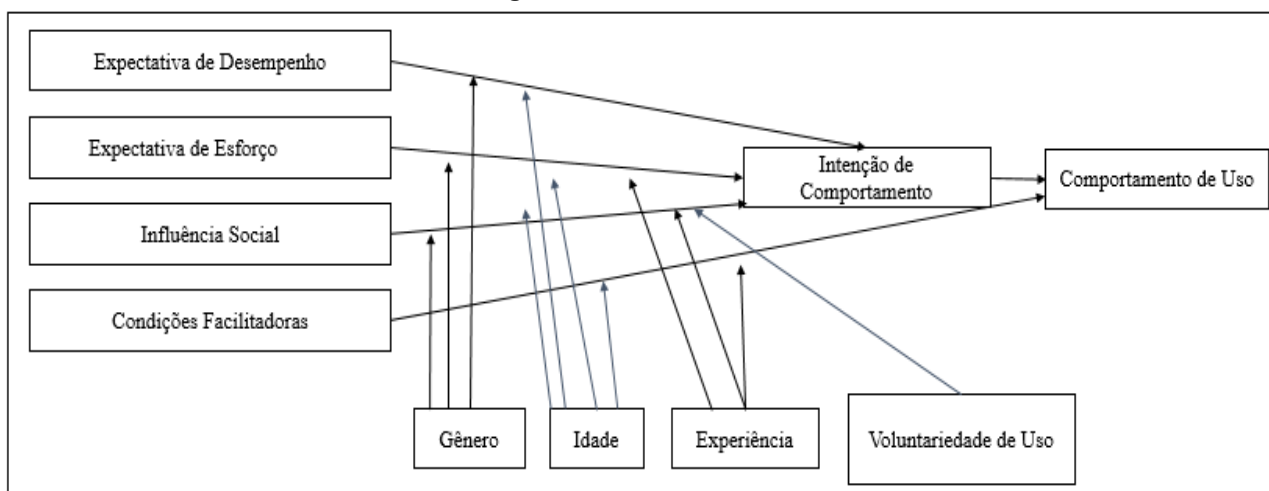 Expectativa de Desempenho
Expectativa de Esforço
Influência Social
Condições Facilitadoras
Intenção de
Comportamento
Comportamento de Uso
Gênero
Idade
Experiência
Voluntariedade de Uso